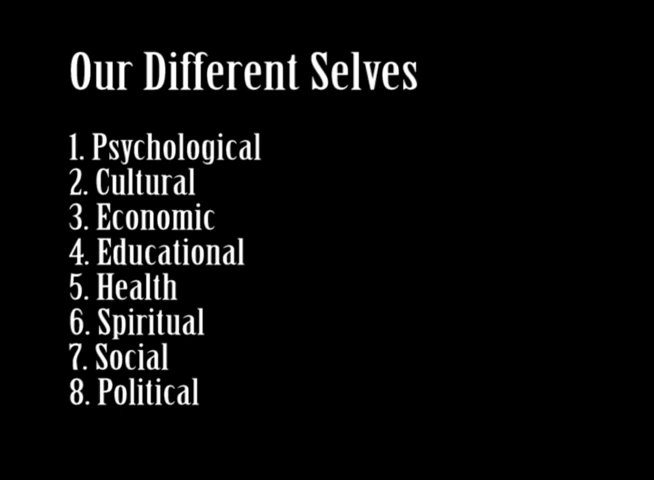 Our Different Selves
1. Psychological
2. Cultural
3. Economic
4. Educational
5. Health
6. Spiritual
7. Social
8. Political